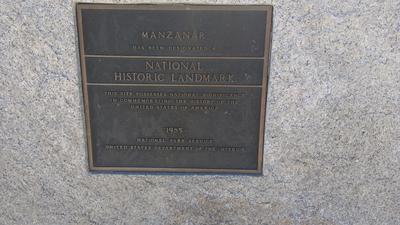 MANZANAR
HAS BEEN DESIGNATED A
NATIONAL
HISTORIC LANDMARK
THIS SITE POSSESSES NATIONAL SIGNIFICANCE
IN COMMEMORATING THE HISTORY OF THE
UNITED STATES OF AMERICA
1985
NATIONAL PARK SERVICE
UNITED STATES DEPARTMENT OF THE INTERIOR